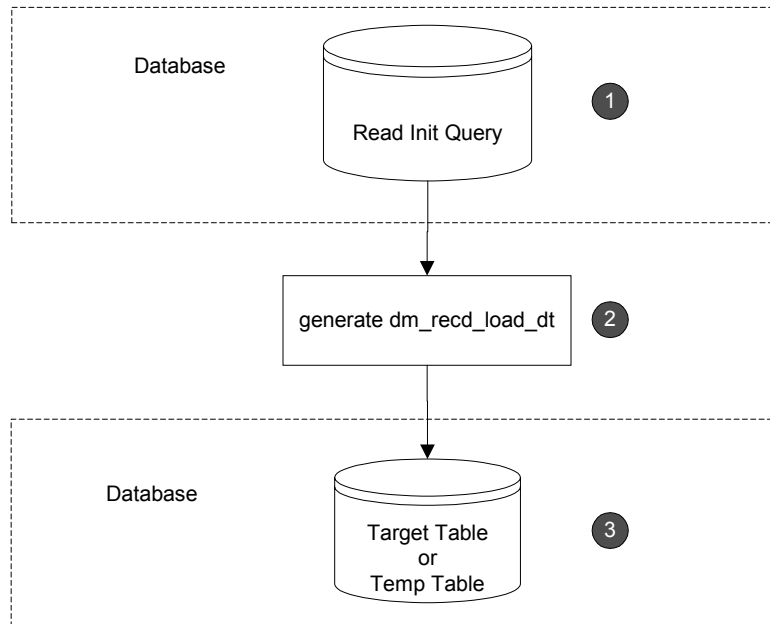 Database
Read Init Query
1
generate dm_recd_load_dt
2
Database
Target Table
or
Temp Table
3